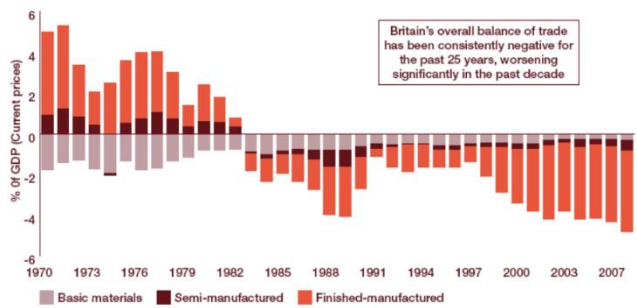 6
Britain's overall balance of trade
has been consistently negative for
the past 25 years, worsening
significantly in the past decade
4
2
0
-2
-4
-6
% 0f GDP (Current prices)
1970 1973 1976 1979 1982 1985 1988 1991 1994 1997 2000 2003 2007
Basic materials Semi-manufactured Finished-manufactured